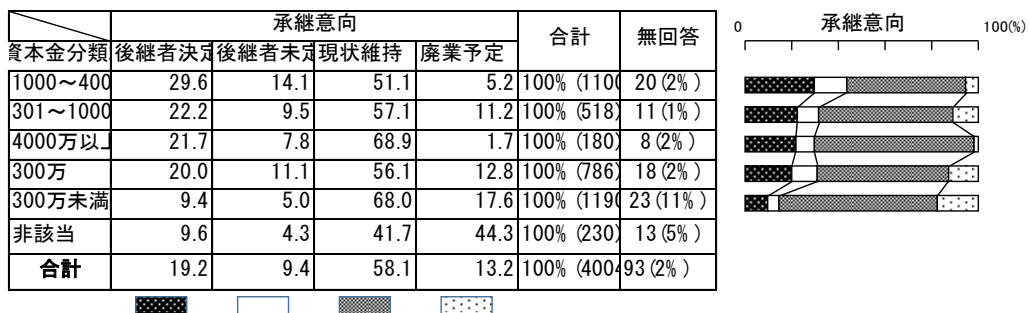 承継意向 合計 無回答
資本金分類 後継者決定 後継者未定 現状維持 廃業予定
1000～400 29.6 14.1 51.1 5.2 100% (1100 20(2%)
301～1000 22.2 9.5 57.1 11.2 100% (518) 11(1%)
4000万以上 21.7 7.8 68.9 1.7 100% (180) 8(2%)
300万 20.0 11.1 56.1 12.8 100% (786) 18(2%)
300万未満 9.4 5.0 68.0 17.6 100% (1190 23(11%)
非該当 9.6 4.3 41.7 44.3 100% (230) 13(5%)
合計 19.2 9.4 58.1 13.2 100% (4004 93(2%)
0 承継意向 100(%)